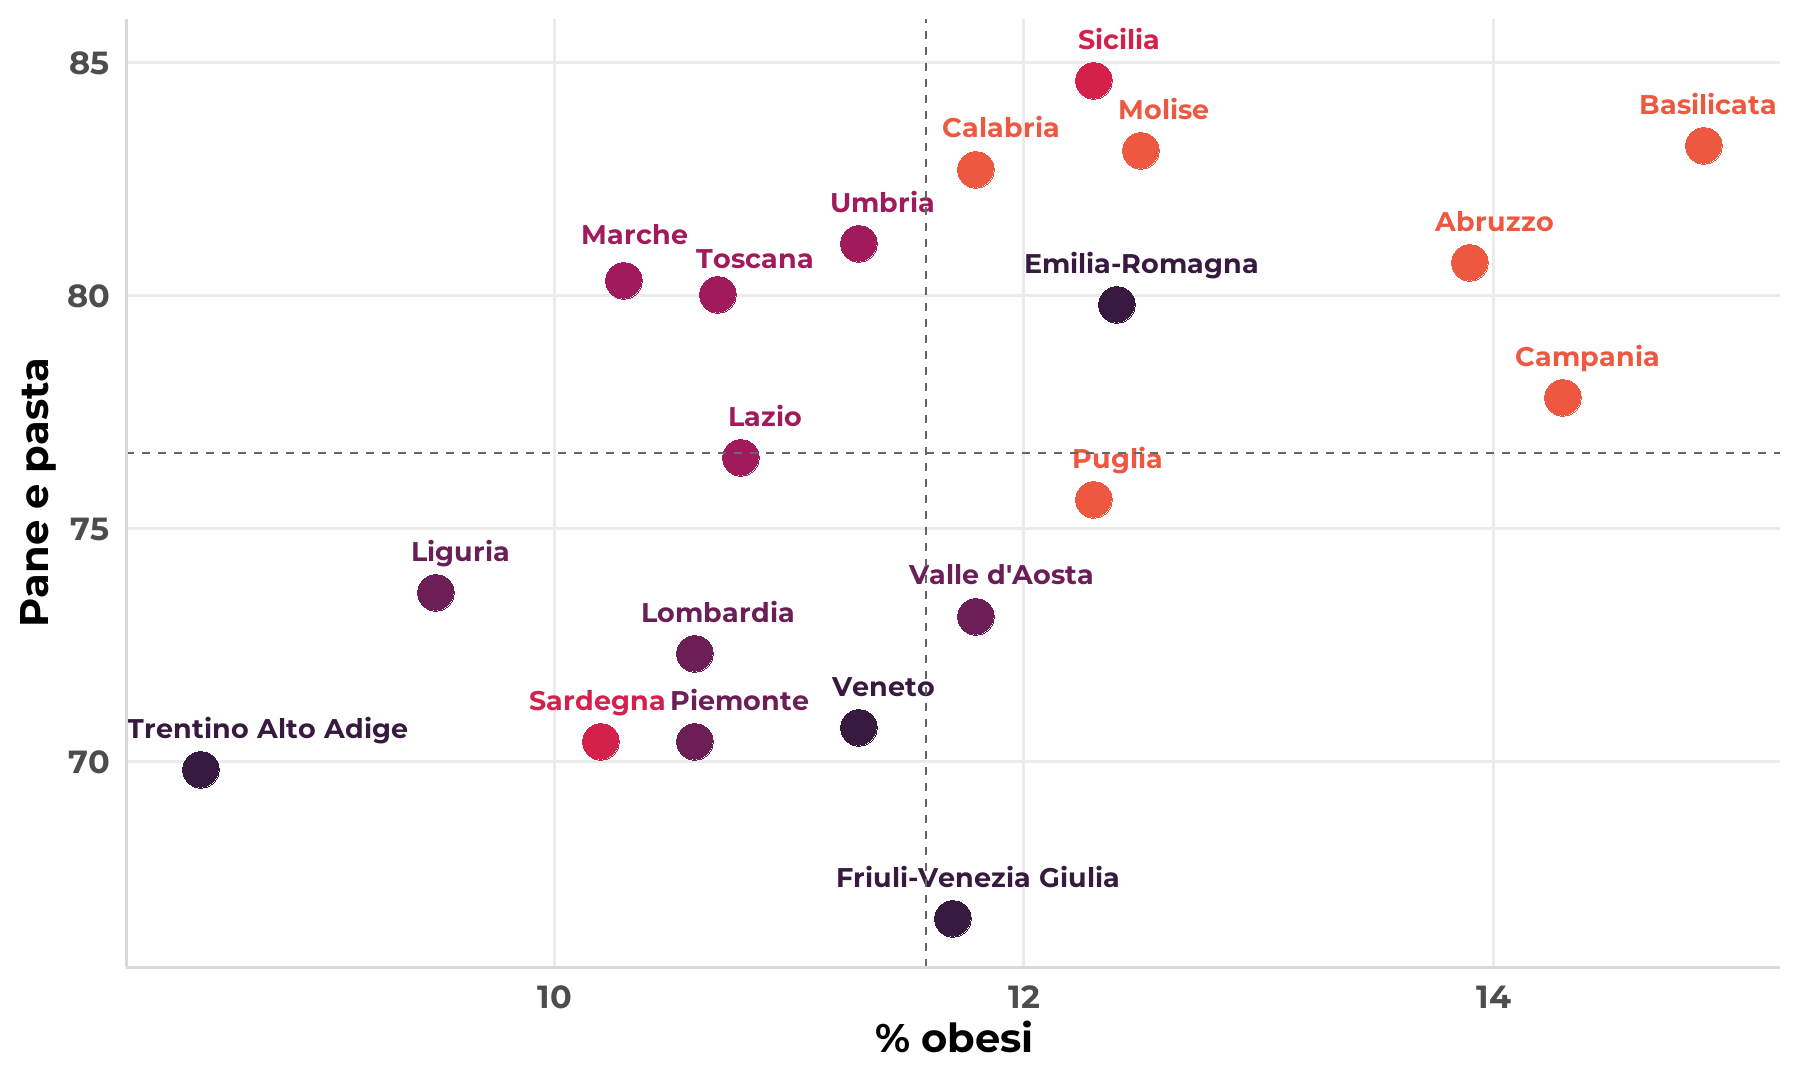 Sicilia
85
Molise
Basilicata
Calabria
Umbria
Abruzzo
Marche
Toscana
Emilia-Romagna
80
Campania
Lazio
Puglia
75
Liguria
Valle d'Aosta
Lombardia
Veneto
Sardegna
Piemonte
Trentino Alto Adige
70
Friuli-Venezia Giulia
Pane e pasta
10
12
14
% obesi